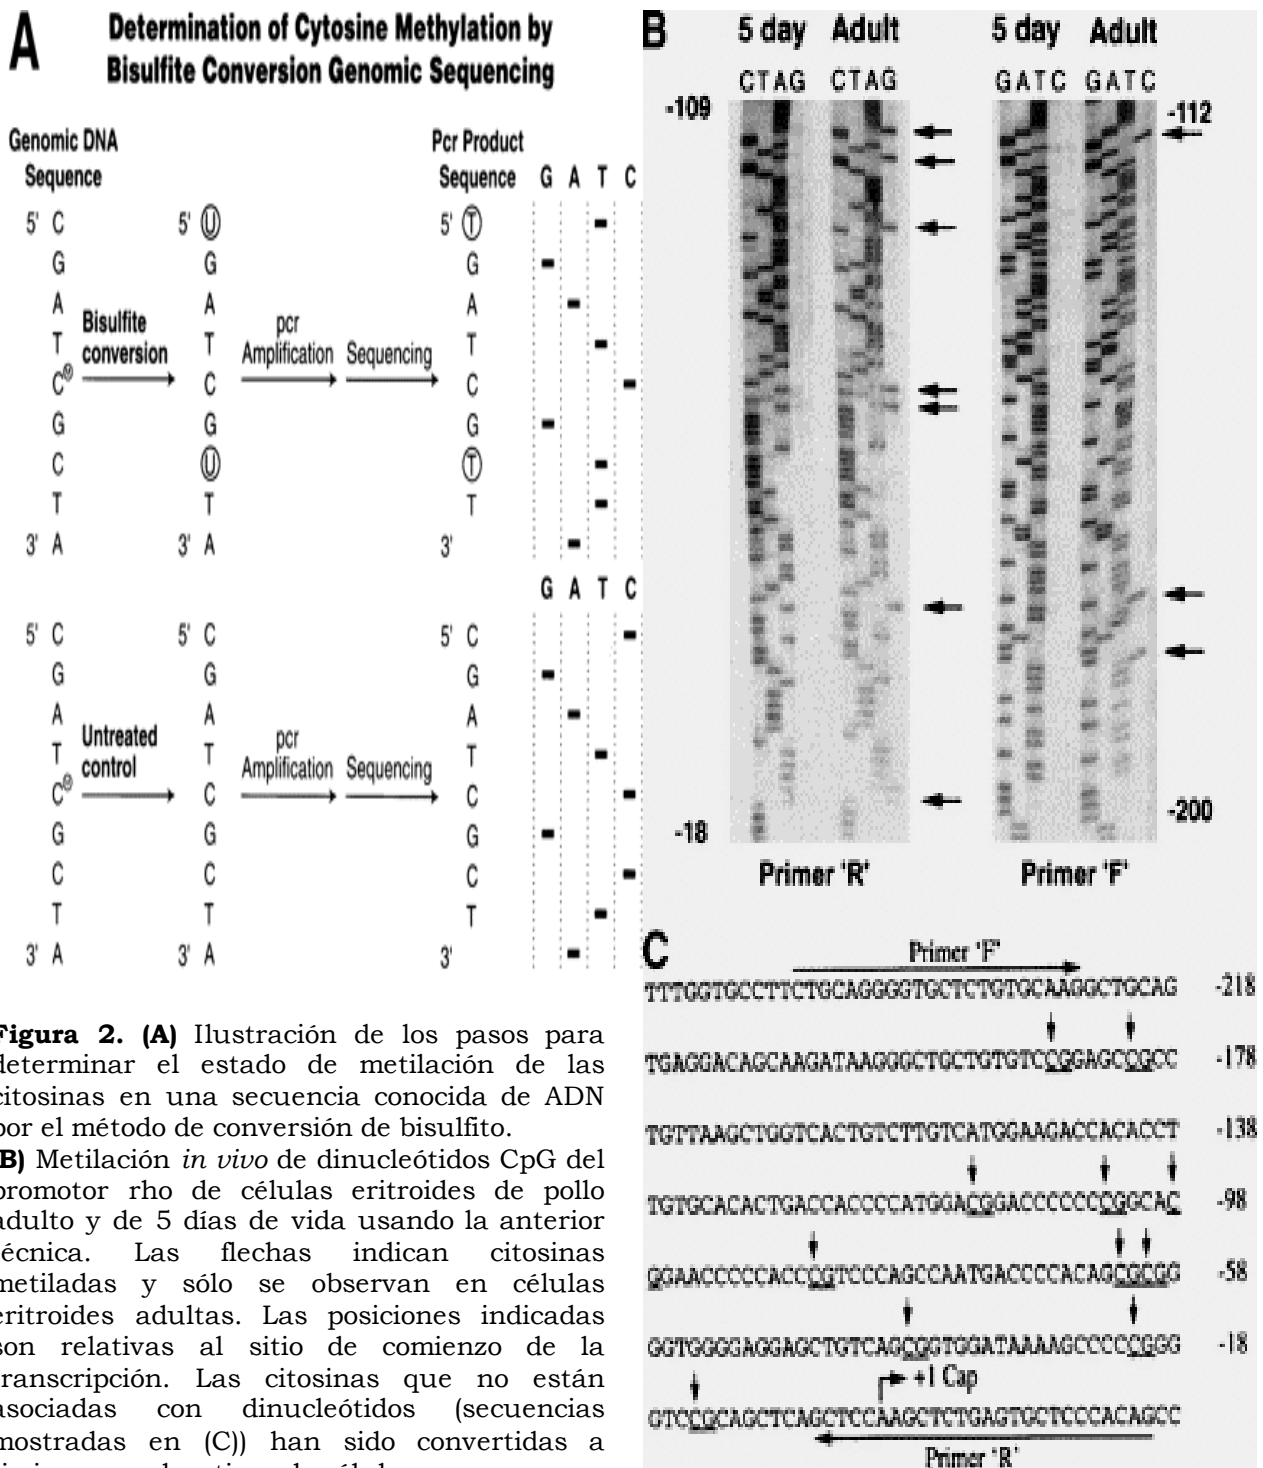 A
Determination of Cytosine Methylation by
Bisulfite Conversion Genomic Sequencing
Genomic DNA
Sequence
Pcr Product
Sequence
G A T C
5' C
G
A
T
C
G
C
T
3' A
Bisulfite
conversion
5' U
G
A
T
C
G
U
T
3' A
pcr
Amplification
Sequencing
5' T
G
A
T
C
G
T
T
3'
G A T C
5' C
G
A
T
C
G
C
T
3' A
Untreated
control
5' C
G
A
T
C
G
C
T
3' A
pcr
Amplification
Sequencing
5' C
G
A
T
C
G
C
T
3'
B
5 day Adult
C T A G C T A G
-109
-18
Primer 'R'
5 day Adult
G A T C G A T C
-112
-200
Primer 'F'
C
Primer 'F'
TTTGGTGCCTTCTGCAGGGGTGCTCTGTGCAAGGCTGCAG -218
TGAGGACAGCAAGATAAGGGCTGCTGTGTCCGGAGCCGCC -178
TGTTAAGCTGGTCACTGTCTTGTCATGGAAGACCACACCT -138
TGTGCACACTGACCACCCCATGGACGGACCCCCCCGGCAC -98
GGAACCCCCACCCGTCCCAGCCAATGACCCCACAGCGCGG -58
GGTGGGGAGGAGCTGTCAGCGGTGGATAAAAGCCCCCGGG -18
+1 Cap
GTCCGCAGCTCAGCTCCAAGCTCTGAGTGCTCCCACAGCC
Primer 'R'
Figura 2. (A) Ilustración de los pasos para
determinar el estado de metilación de las
citosinas en una secuencia conocida de ADN
por el método de conversión de bisulfito.
(B) Metilación in vivo de dinucleótidos CpG del
promotor rho de células eritroides de pollo
adulto y de 5 días de vida usando la anterior
técnica. Las flechas indican citosinas
metiladas y sólo se observan en células
eritroides adultas. Las posiciones indicadas
son relativas al sitio de comienzo de la
transcripción. Las citosinas que no están
asociadas con dinucleótidos (secuencias
mostradas en (C)) han sido convertidas a